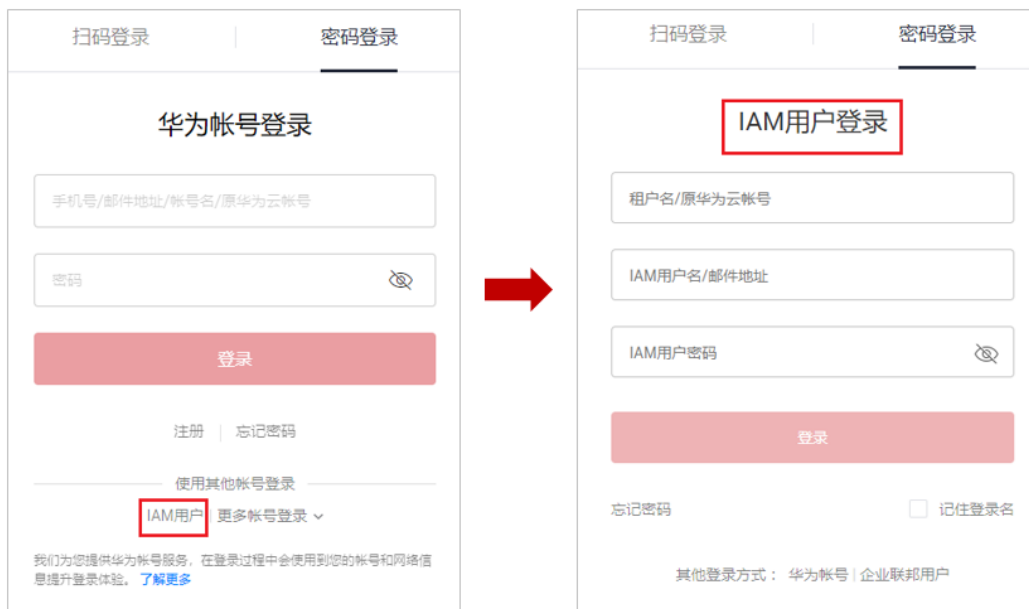 扫码登录
密码登录
华为帐号登录
手机号/邮件地址/帐号名/原华为云帐号
密码
登录
注册 | 忘记密码
使用其他帐号登录
IAM用户 | 更多帐号登录
我们为您提供华为帐号服务，在登录过程中会使用到您的帐号和网络信
息提升登录体验。 了解更多
扫码登录
密码登录
IAM用户登录
租户名/原华为云帐号
IAM用户名/邮件地址
IAM用户密码
登录
忘记密码
记住登录名
其他登录方式： 华为帐号 | 企业联邦用户